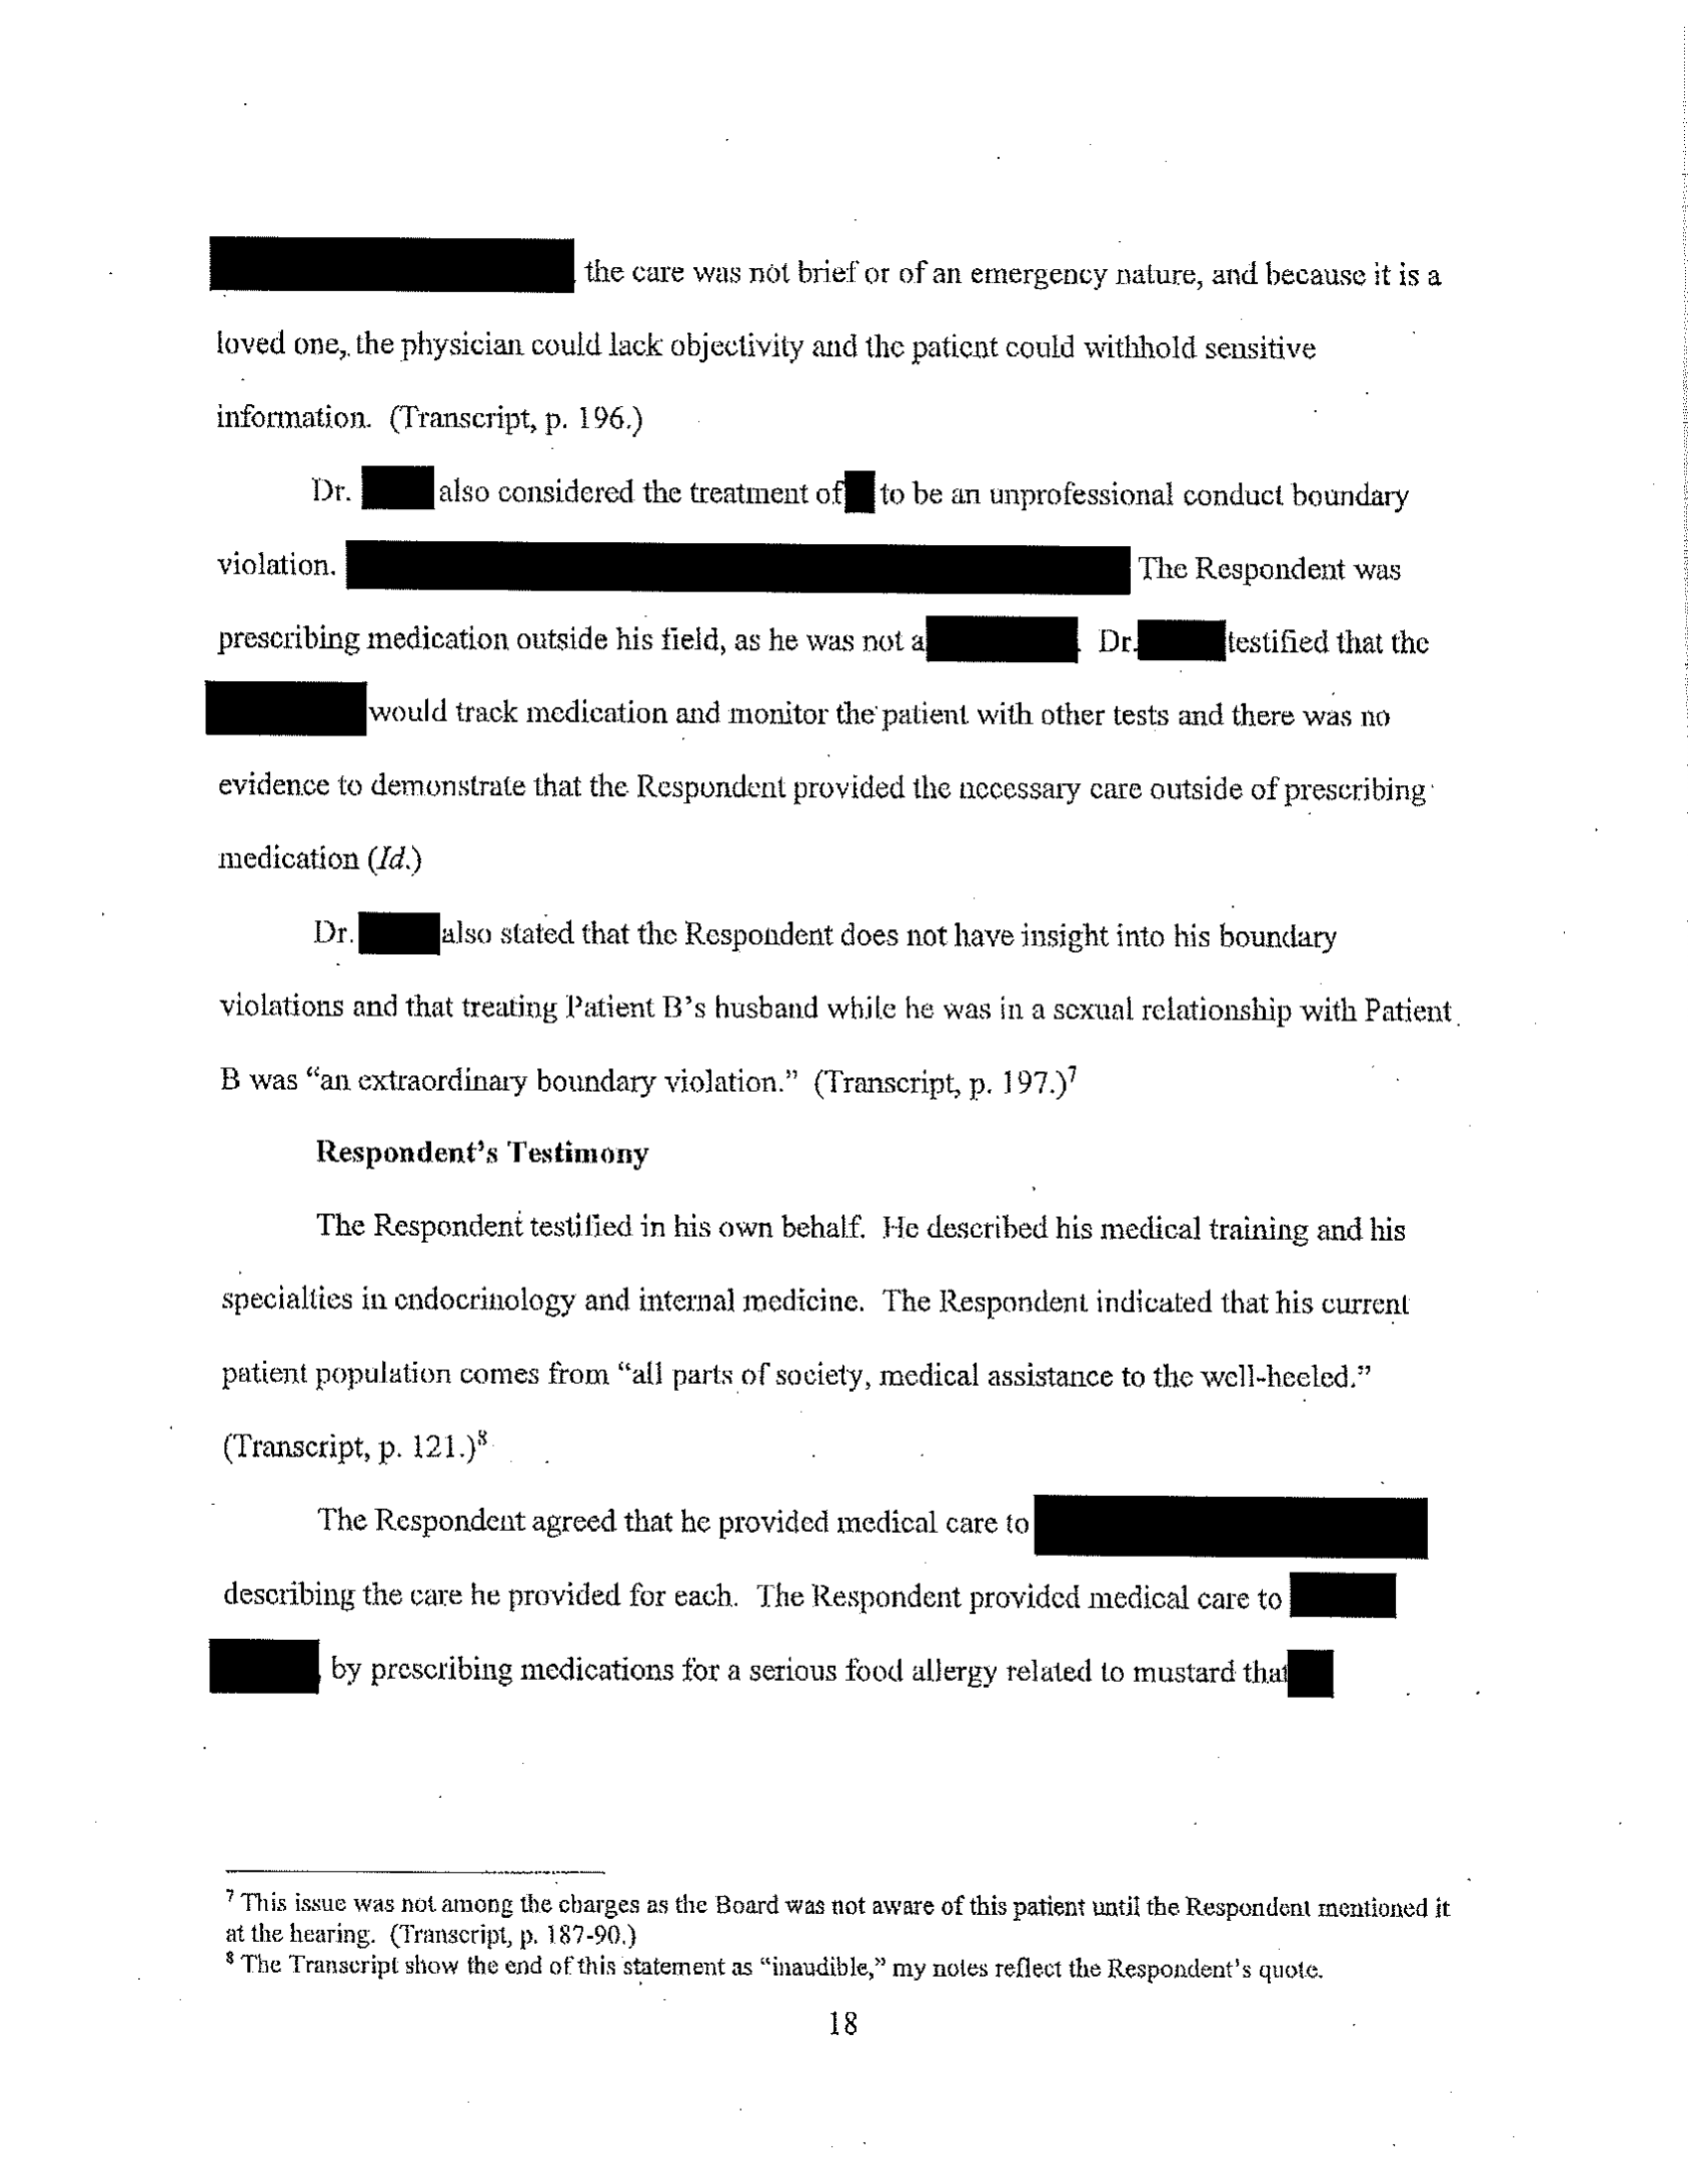 the care was not brief or of an emergency nature, and because it is a
loved one, the physician could lack objectivity and the patient could withhold sensitive
information. (Transcript, p. 196.)
Dr. also considered the treatment of to be an unprofessional conduct boundary
violation. The Respondent was
prescribing medication outside his field, as he was not a . Dr. testified that the
would track medication and monitor the patient with other tests and there was no
evidence to demonstrate that the Respondent provided the necessary care outside of prescribing
medication (Id.)
Dr. also stated that the Respondent does not have insight into his boundary
violations and that treating Patient B's husband while he was in a sexual relationship with Patient
B was “an extraordinary boundary violation.” (Transcript, p. 197.)⁷
Respondent's Testimony
The Respondent testified in his own behalf. He described his medical training and his
specialties in endocrinology and internal medicine. The Respondent indicated that his current
patient population comes from “all parts of society, medical assistance to the well-heeled.”
(Transcript, p. 121.)⁸
The Respondent agreed that he provided medical care to
describing the care he provided for each. The Respondent provided medical care to
, by prescribing medications for a serious food allergy related to mustard that
⁷ This issue was not among the charges as the Board was not aware of this patient until the Respondent mentioned it
at the hearing. (Transcript, p. 187-90.)
⁸ The Transcript show the end of this statement as “inaudible,” my notes reflect the Respondent's quote.
18